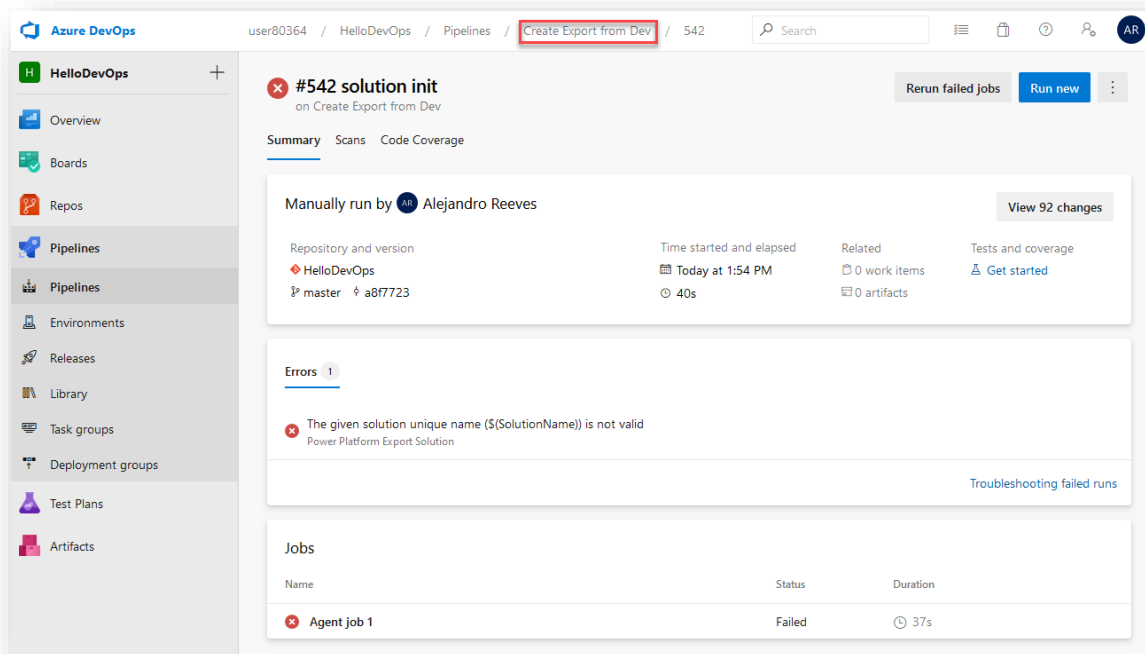 Azure DevOps user80364 / HelloDevOps / Pipelines / Create Export from Dev / 542 Search AR
H HelloDevOps +
Overview
Boards
Repos
Pipelines
Pipelines
Environments
Releases
Library
Task groups
Deployment groups
Test Plans
Artifacts
#542 solution init
on Create Export from Dev
Rerun failed jobs Run new
Summary Scans Code Coverage
Manually run by AR Alejandro Reeves
View 92 changes
Repository and version Time started and elapsed Related Tests and coverage
HelloDevOps Today at 1:54 PM 0 work items Get started
master a8f7723 40s 0 artifacts
Errors 1
The given solution unique name ($(SolutionName)) is not valid
Power Platform Export Solution
Troubleshooting failed runs
Jobs
Name Status Duration
Agent job 1 Failed 37s